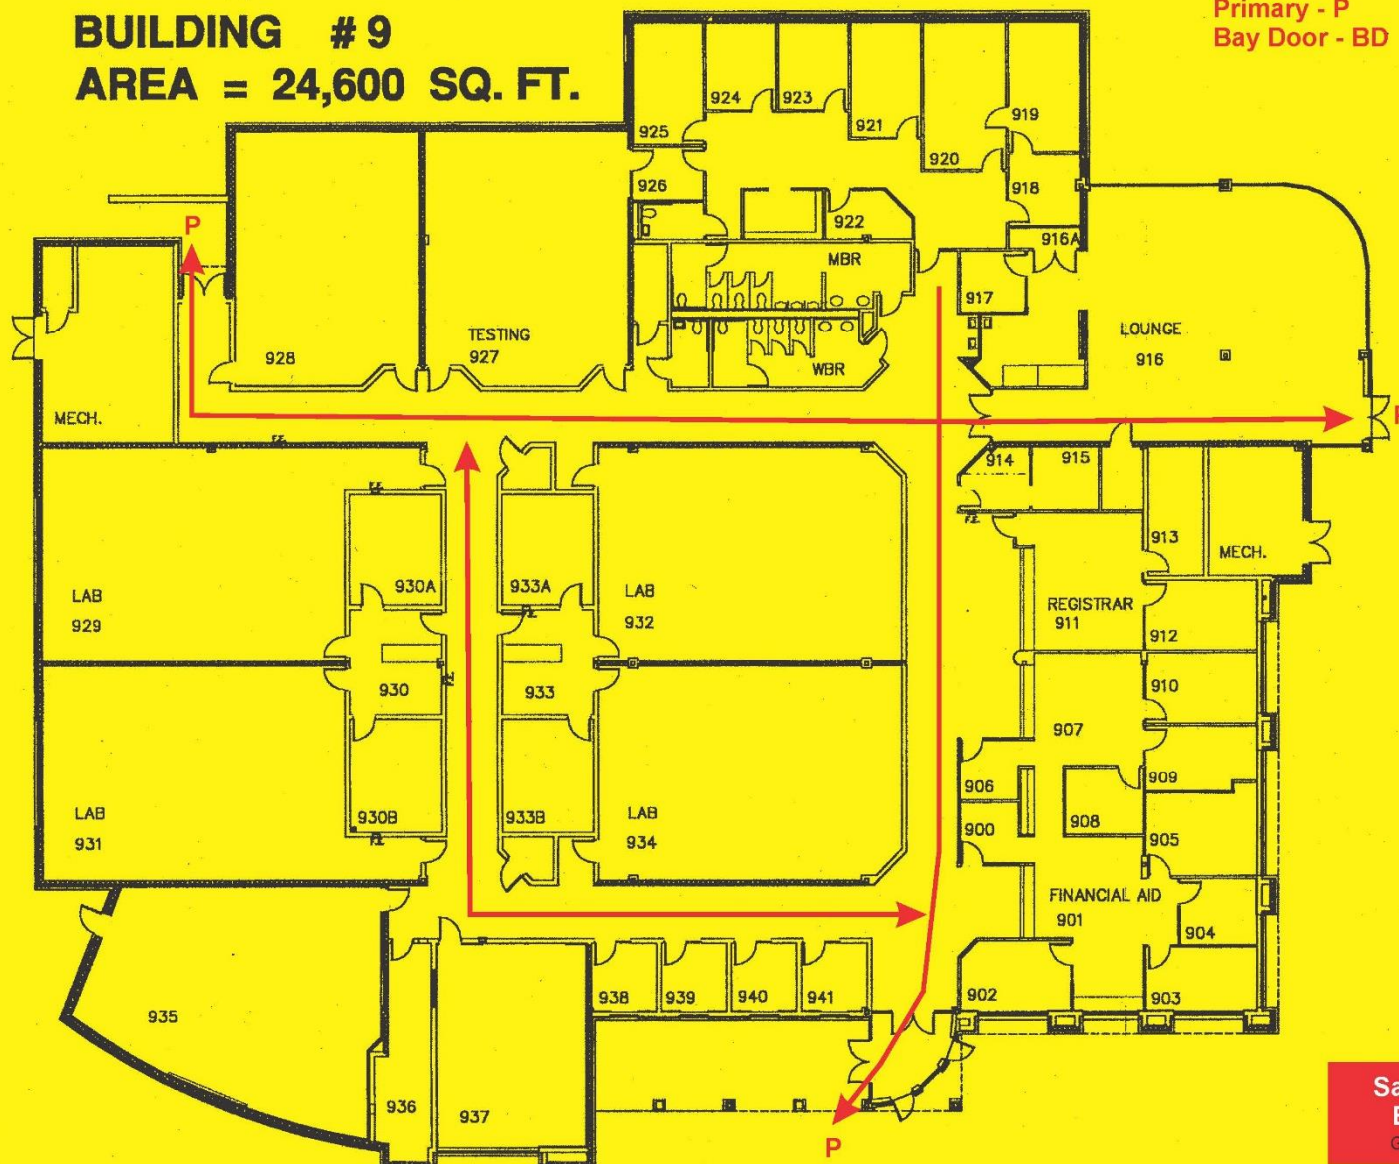 BUILDING # 9
AREA = 24,600 SQ. FT.
Primary - P
Bay Door - BD
924
923
921
919
925
920
926
918
922
916A
P
MBR
917
TESTING
927
928
LOUNGE
916
WBR
MECH.
F.E.
P
914
915
F.E.
F.E.
913
MECH.
930A
933A
LAB
929
LAB
932
F.E.
REGISTRAR
911
912
930
933
F.E.
910
907
906
909
LAB
931
930B
933B
LAB
934
900
908
905
F.E.
FINANCIAL AID
901
904
938
939
940
941
902
903
935
936
937
P